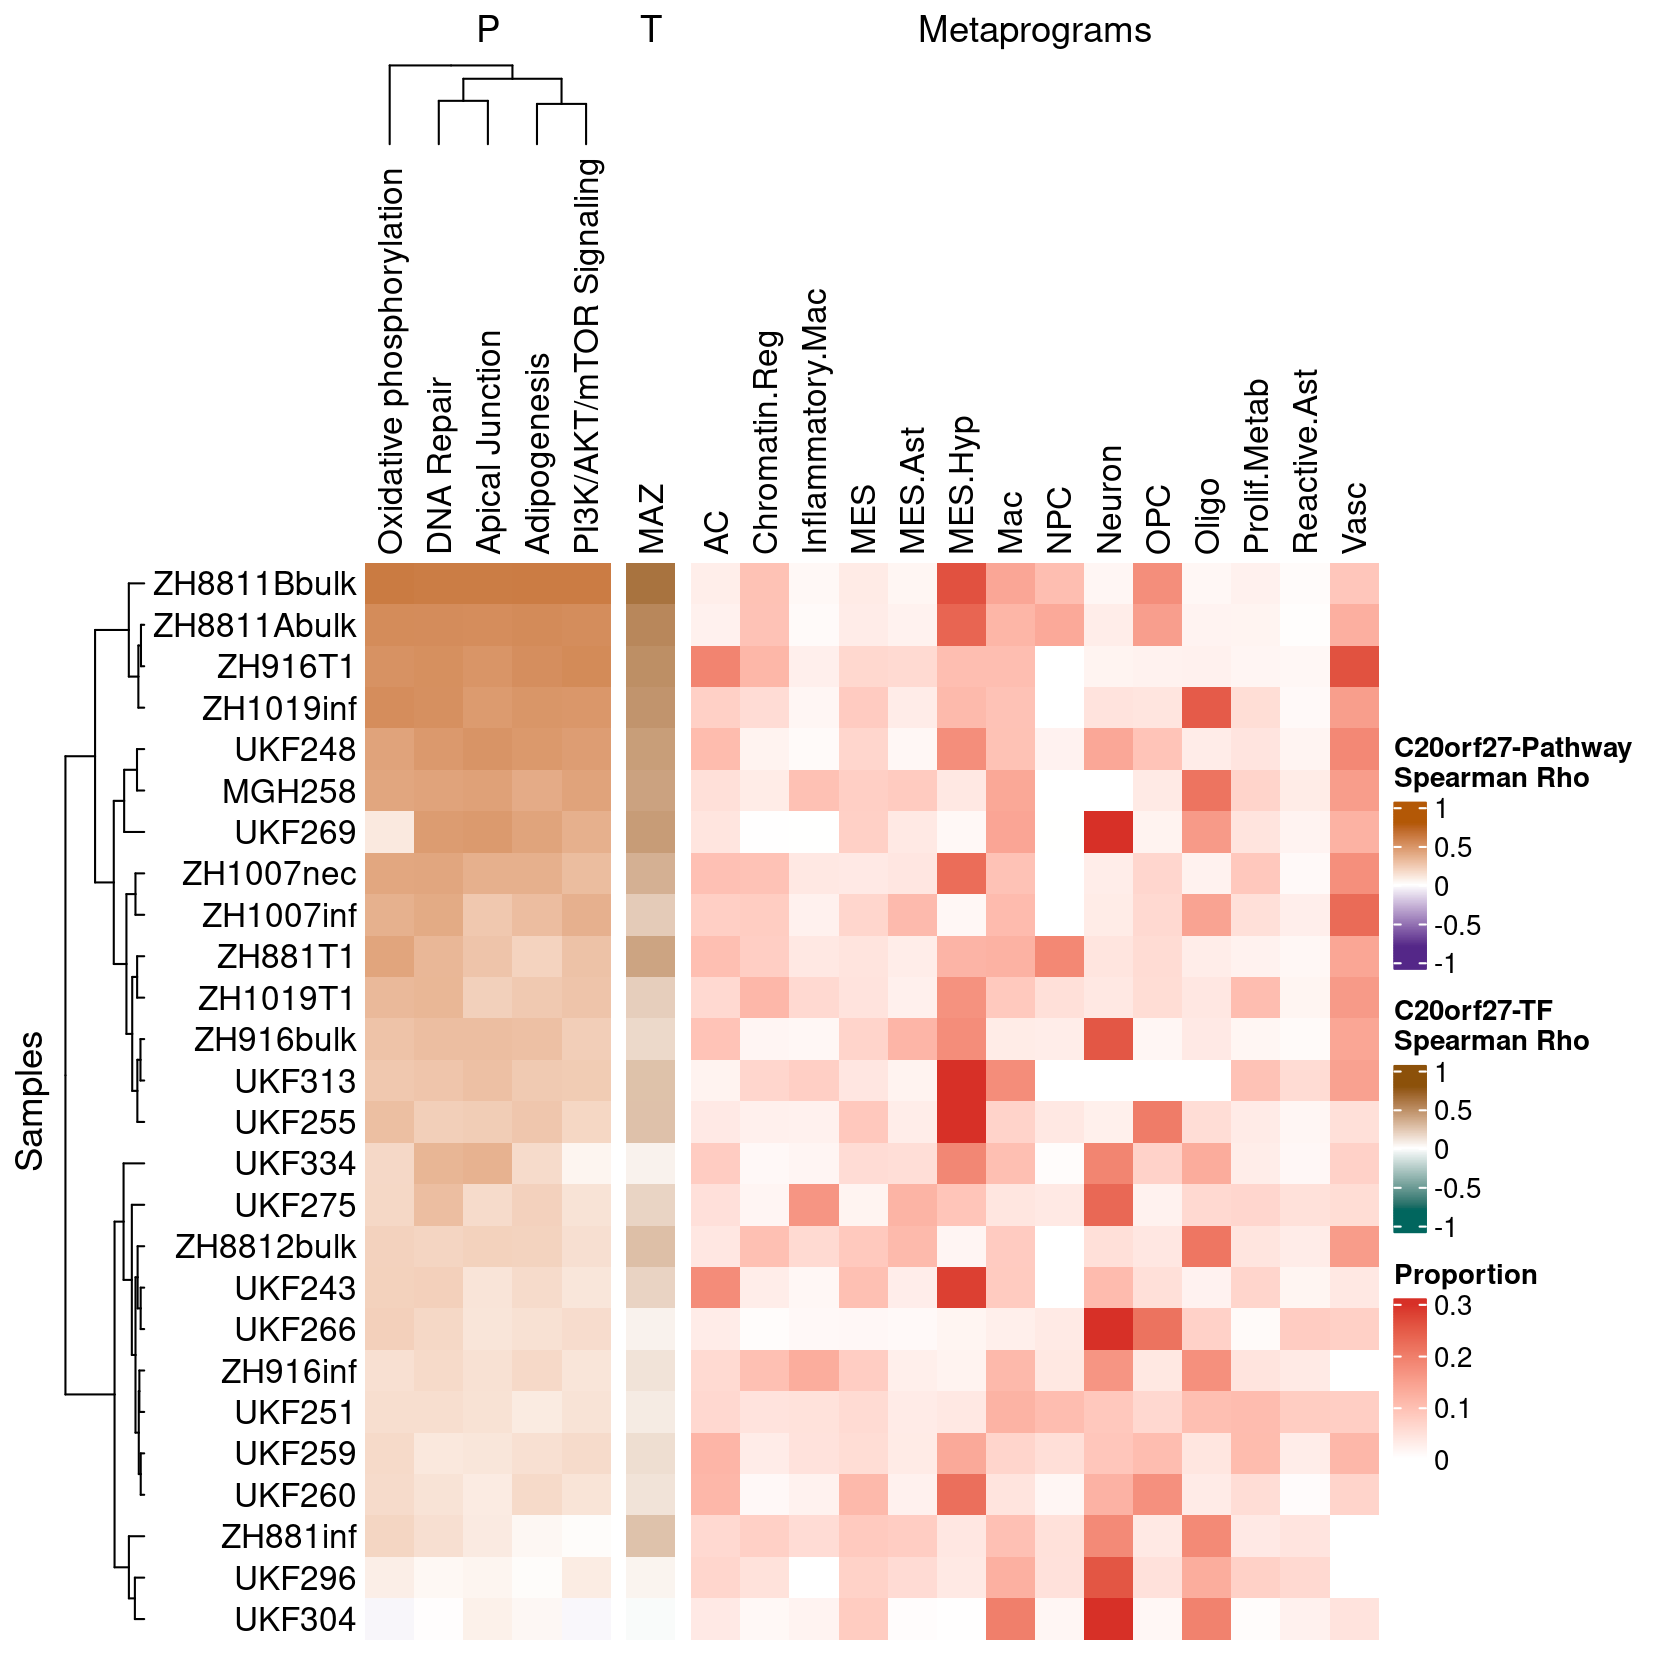 P T Metaprograms
Oxidative phosphorylation
DNA Repair
Apical Junction
Adipogenesis
PI3K/AKT/mTOR Signaling
MAZ
AC
Chromatin.Reg
Inflammatory.Mac
MES
MES.Ast
MES.Hyp
Mac
NPC
Neuron
OPC
Oligo
Prolif.Metab
Reactive.Ast
Vasc
Samples
ZH8811Bbulk
ZH8811Abulk
ZH916T1
ZH1019inf
UKF248
MGH258
UKF269
ZH1007nec
ZH1007inf
ZH881T1
ZH1019T1
ZH916bulk
UKF313
UKF255
UKF334
UKF275
ZH8812bulk
UKF243
UKF266
ZH916inf
UKF251
UKF259
UKF260
ZH881inf
UKF296
UKF304
C20orf27-Pathway
Spearman Rho
1
0.5
0
-0.5
-1
C20orf27-TF
Spearman Rho
1
0.5
0
-0.5
-1
Proportion
0.3
0.2
0.1
0